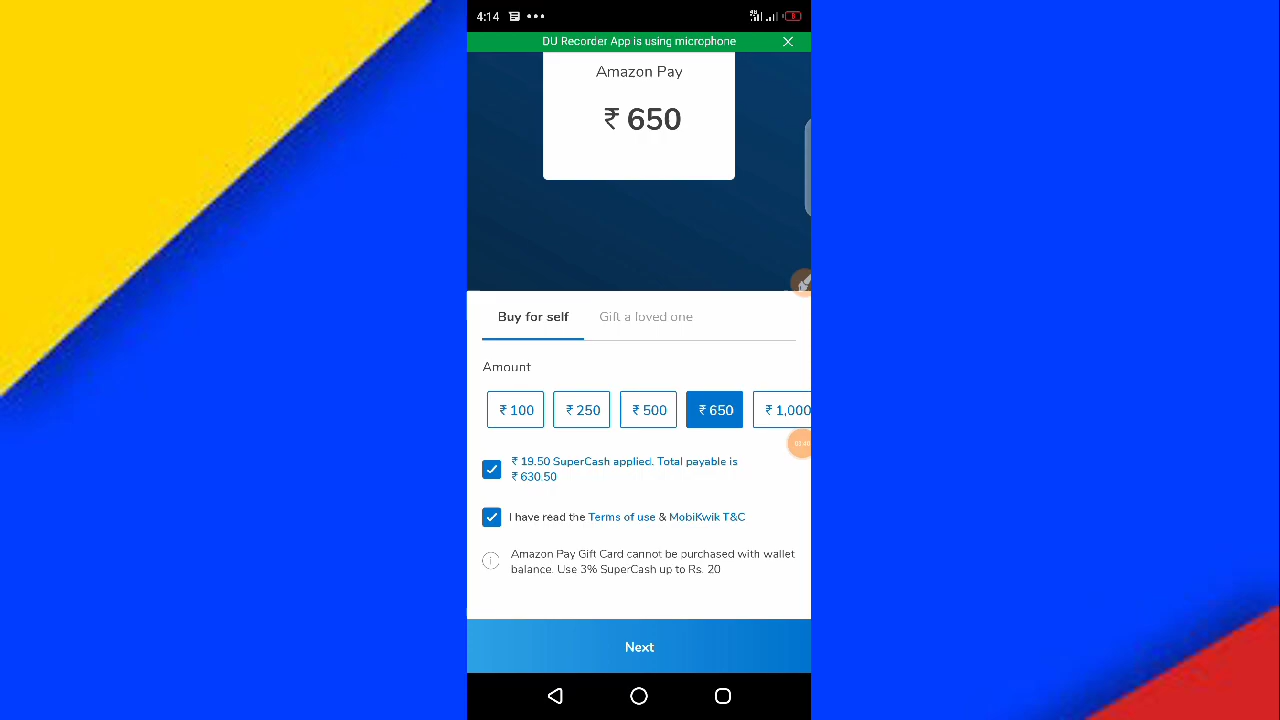 4:14
DU Recorder App is using microphone
Amazon Pay
₹ 650
Buy for self
Gift a loved one
Amount
₹ 100 ₹ 250 ₹ 500 ₹ 650 ₹ 1,000
₹ 19.50 SuperCash applied. Total payable is
₹ 630.50
I have read the Terms of use & MobiKwik T&C
Amazon Pay Gift Card cannot be purchased with wallet
balance. Use 3% SuperCash up to Rs. 20
Next